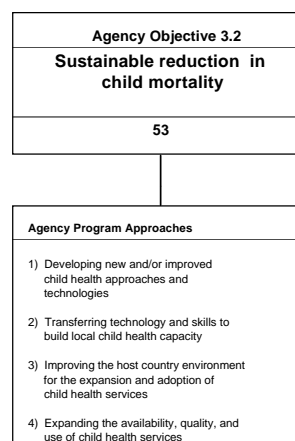 Agency Objective 3.2
Sustainable reduction in
child mortality
53
Agency Program Approaches
1) Developing new and/or improved
child health approaches and
technologies
2) Transferring technology and skills to
build local child health capacity
3) Improving the host country environment
for the expansion and adoption of
child health services
4) Expanding the availability, quality, and
use of child health services